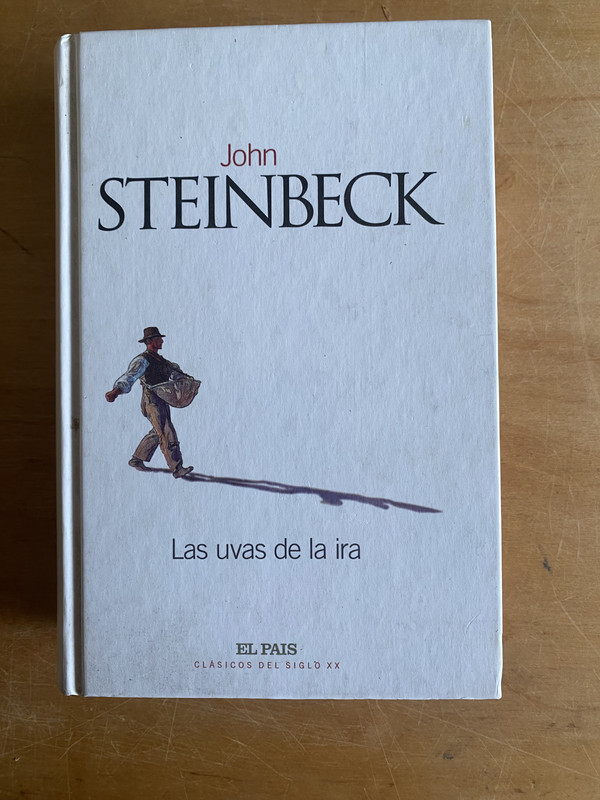 John
STEINBECK
Las uvas de la ira
EL PAIS
CLÁSICOS DEL SIGLO XX